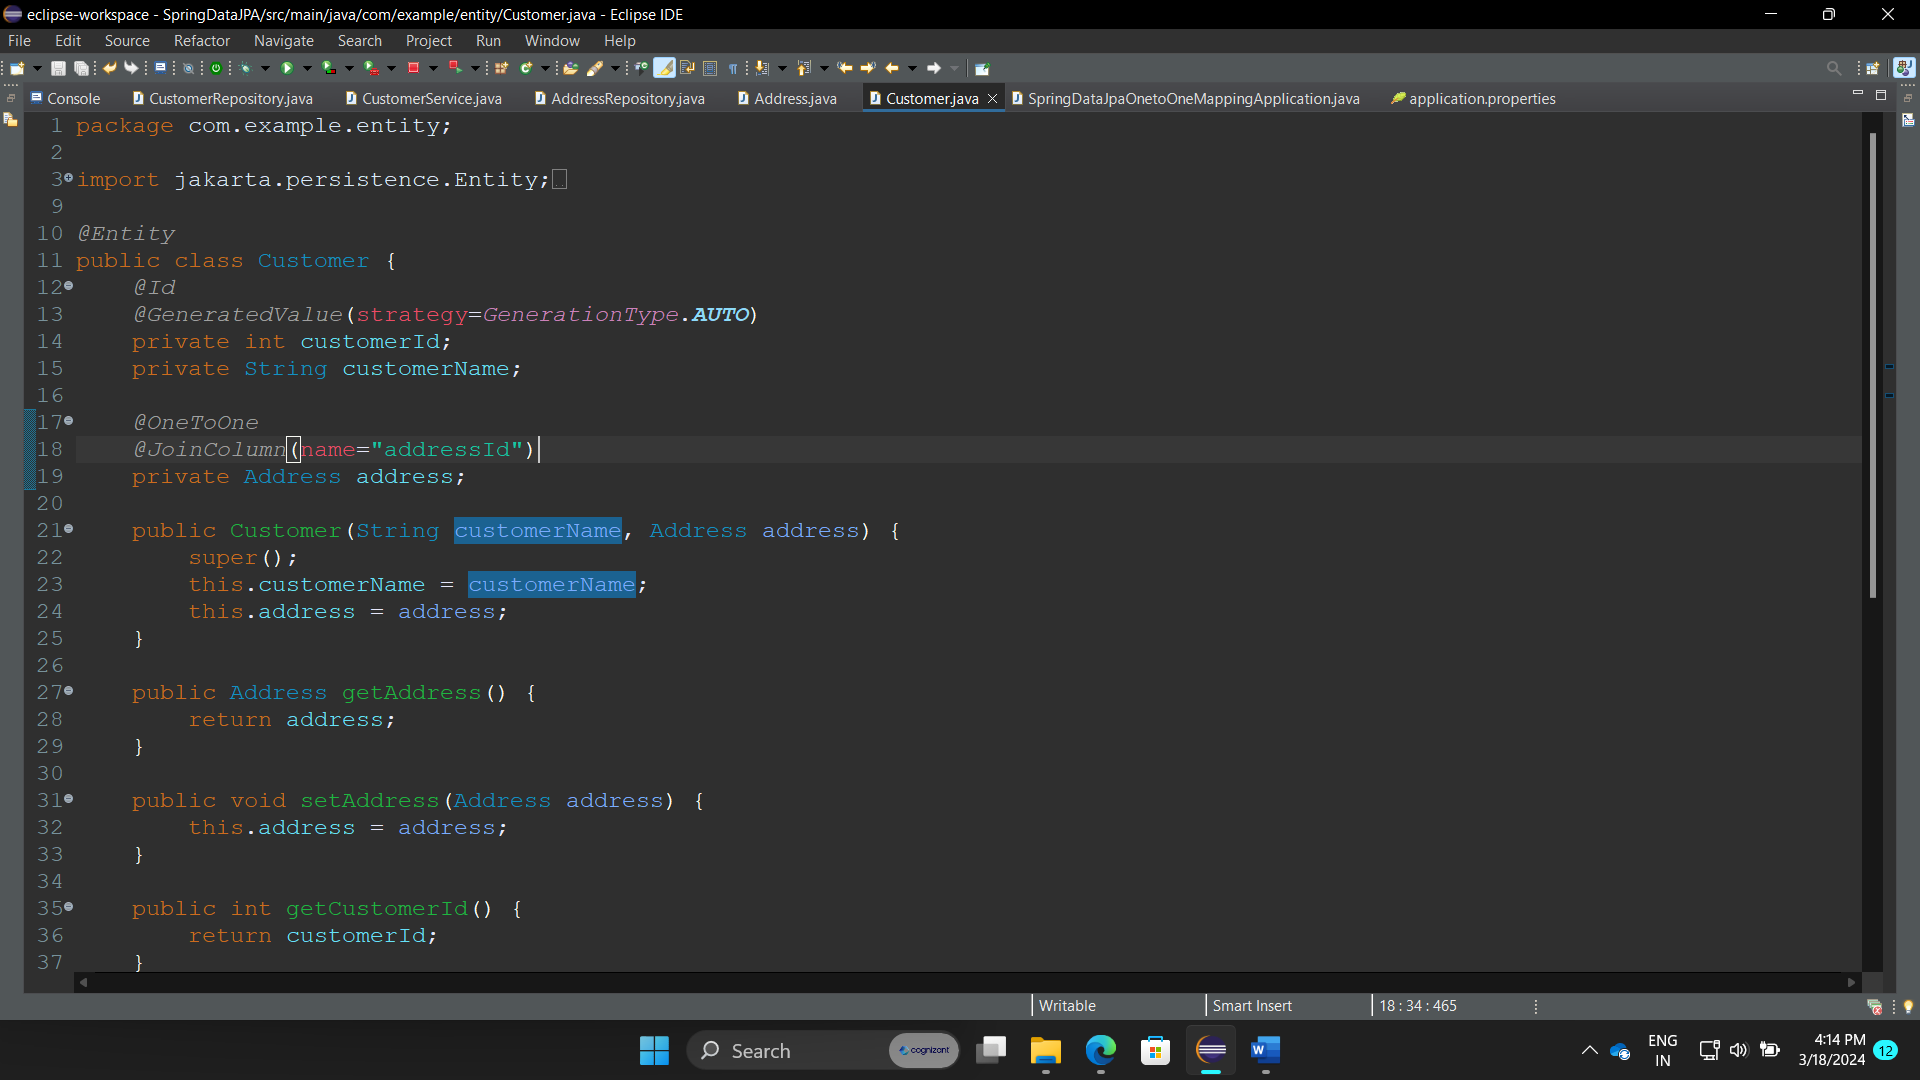 eclipse-workspace - SpringDataJPA/src/main/java/com/example/entity/Customer.java - Eclipse IDE
File Edit Source Refactor Navigate Search Project Run Window Help
Console CustomerRepository.java CustomerService.java AddressRepository.java Address.java Customer.java SpringDataJpaOnetoOneMappingApplication.java application.properties
1 package com.example.entity;
2
3 import jakarta.persistence.Entity;
9
10 @Entity
11 public class Customer {
12 @Id
13 @GeneratedValue(strategy=GenerationType.AUTO)
14 private int customerId;
15 private String customerName;
16
17 @OneToOne
18 @JoinColumn(name="addressId")
19 private Address address;
20
21 public Customer(String customerName, Address address) {
22 super();
23 this.customerName = customerName;
24 this.address = address;
25 }
26
27 public Address getAddress() {
28 return address;
29 }
30
31 public void setAddress(Address address) {
32 this.address = address;
33 }
34
35 public int getCustomerId() {
36 return customerId;
37 }
Writable Smart Insert 18 : 34 : 465
Search cognizant ENG 4:14 PM
IN 3/18/2024 12